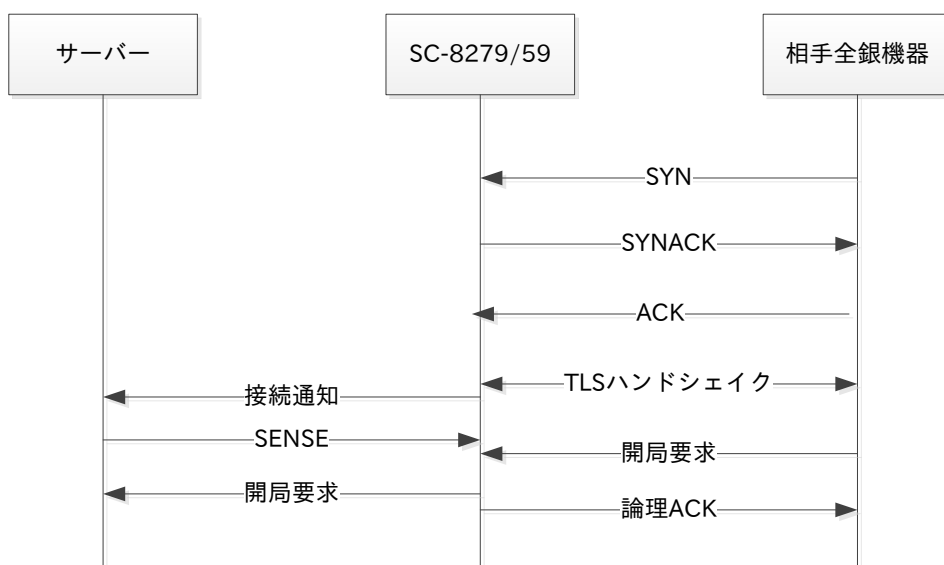 サーバー
SC-8279/59
相手全銀機器
SYN
SYNACK
ACK
TLSハンドシェイク
接続通知
SENSE
開局要求
開局要求
論理ACK